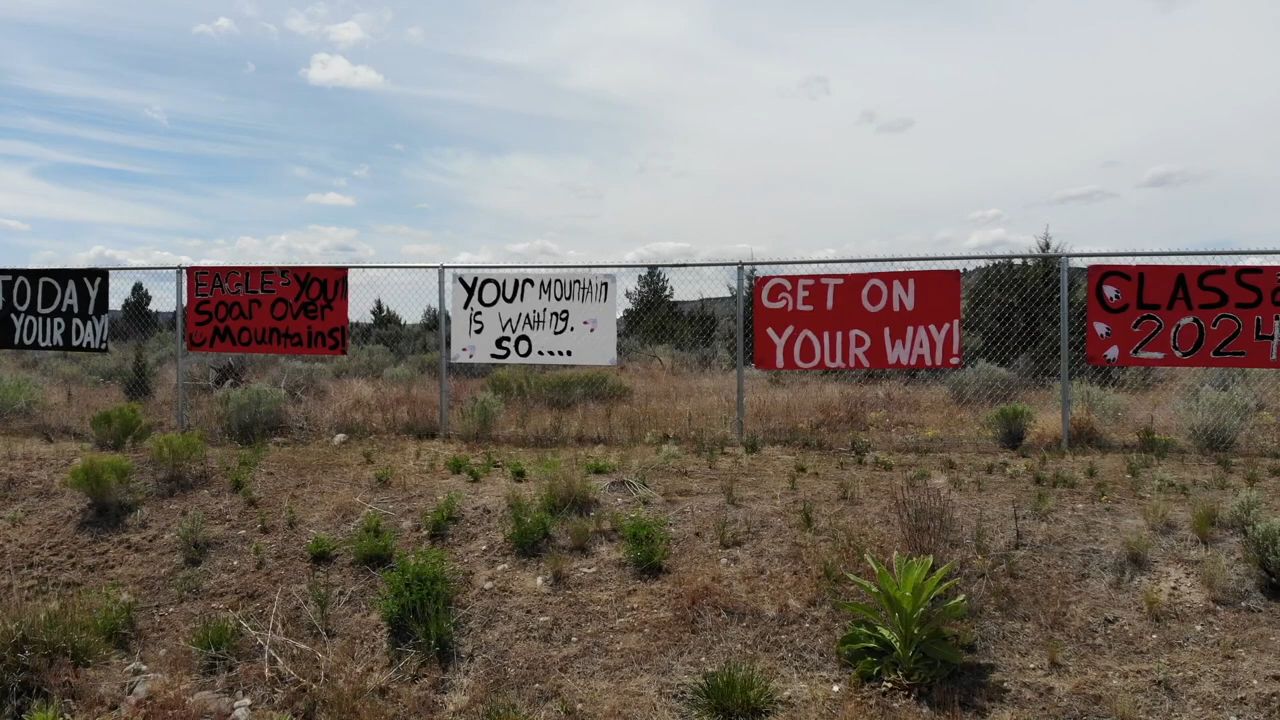 TODAY
YOUR DAY!
EAGLES YOU'll
Soar over
Mountains!
YOUR MOUNTAIN
is WAiting.
SO....
GET ON
YOUR WAY!
CLASS
2024